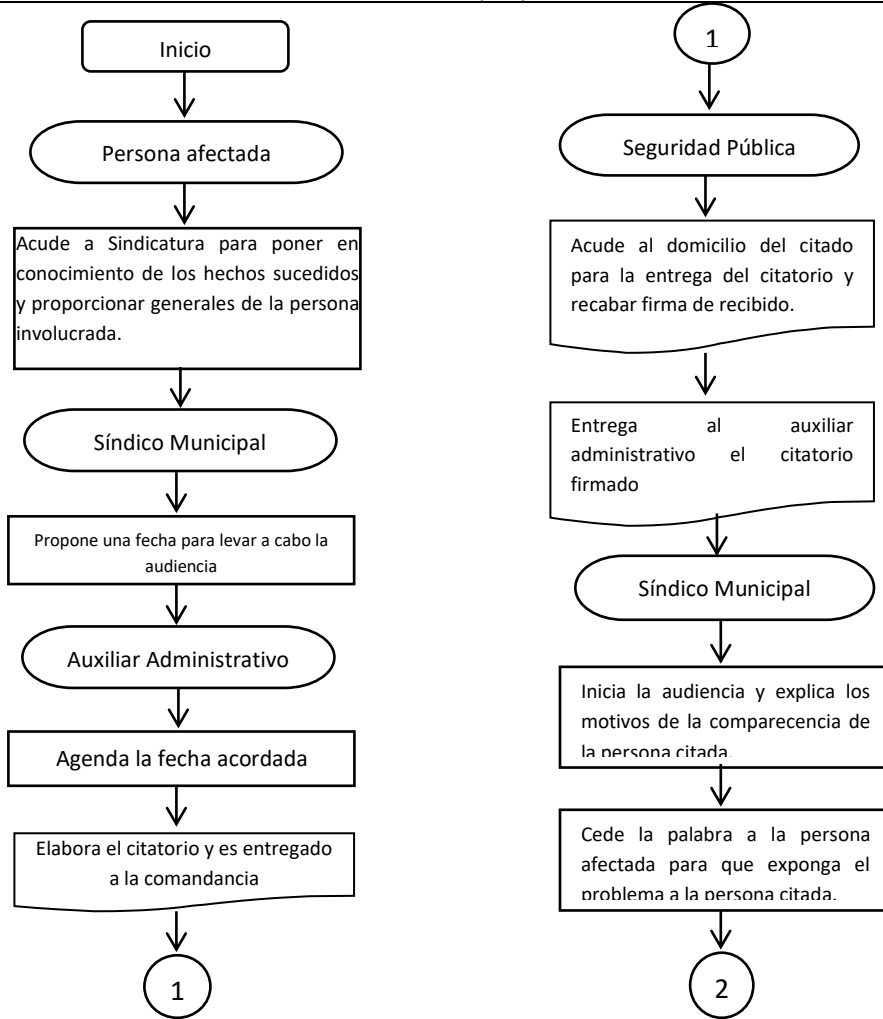 Inicio
Persona afectada
Acude a Sindicatura para poner en
conocimiento de los hechos sucedidos
y proporcionar generales de la persona
involucrada.
Síndico Municipal
Propone una fecha para levar a cabo la
audiencia
Auxiliar Administrativo
Agenda la fecha acordada
Elabora el citatorio y es entregado
a la comandancia
1
1
Seguridad Pública
Acude al domicilio del citado
para la entrega del citatorio y
recabar firma de recibido.
Entrega al auxiliar
administrativo el citatorio
firmado
Síndico Municipal
Inicia la audiencia y explica los
motivos de la comparecencia de
la persona citada.
Cede la palabra a la persona
afectada para que exponga el
problema a la persona citada.
2